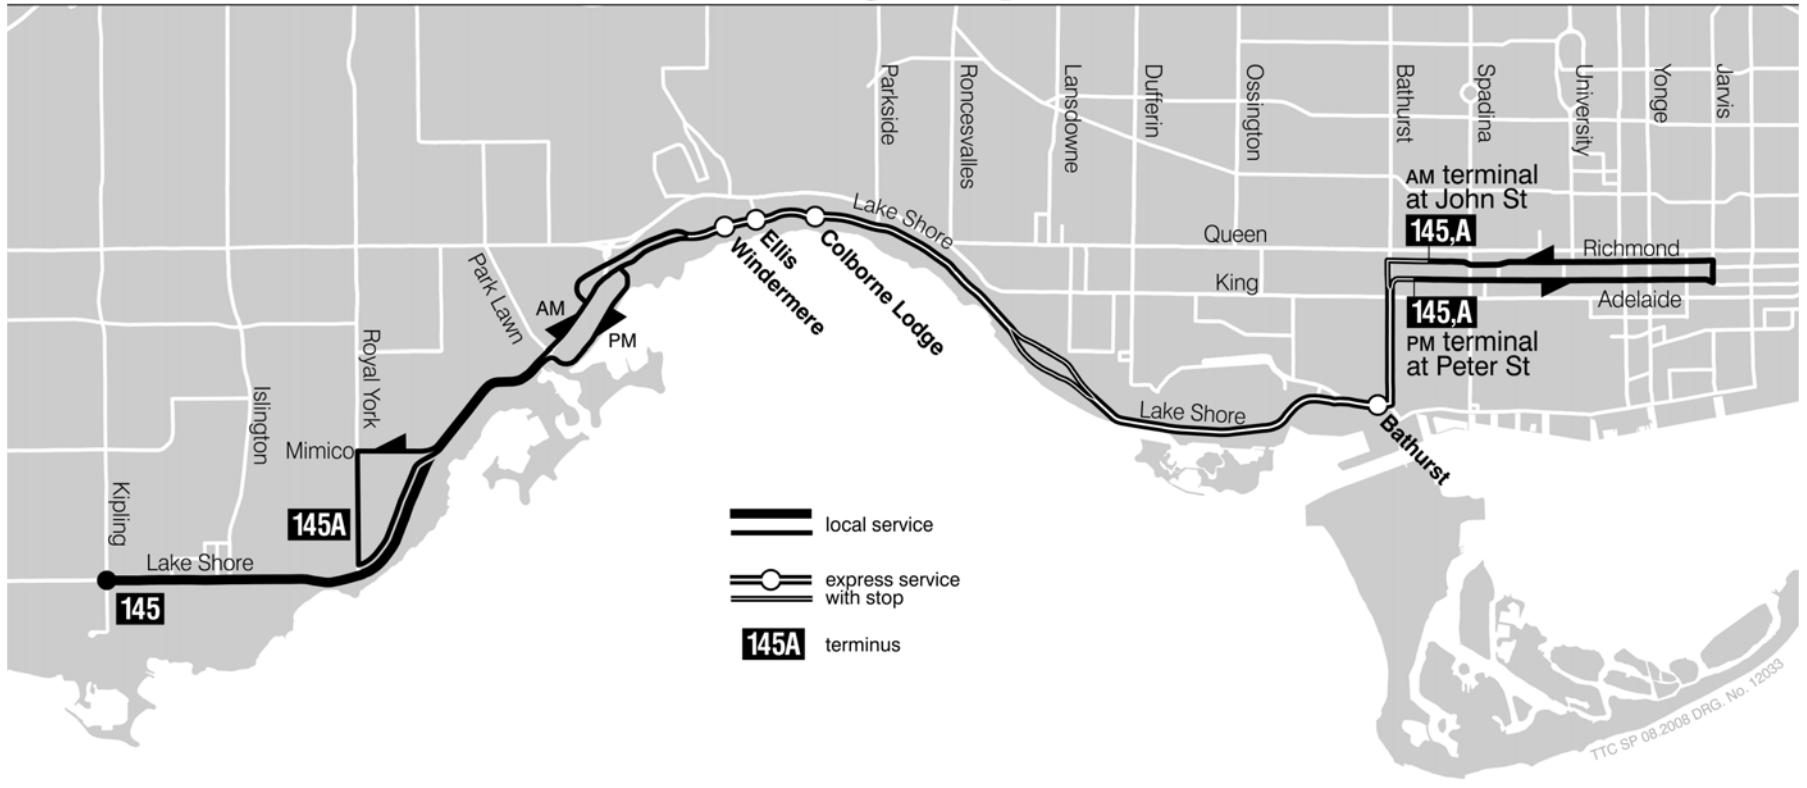 Parkside
Roncesvalles
Lansdowne
Dufferin
Ossington
Bathurst
Spadina
University
Yonge
Jarvis
AM terminal
at John St
145,A
Lake Shore
Queen
Richmond
King
Adelaide
145,A
PM terminal
at Peter St
Windermere
Ellis
Colborne Lodge
Park Lawn
AM
PM
Royal York
Islington
Mimico
Lake Shore
Bathurst
Kipling
145A
Lake Shore
145
local service
express service
with stop
145A
terminus
TTC SP 08.2008 DRG. No. 12033